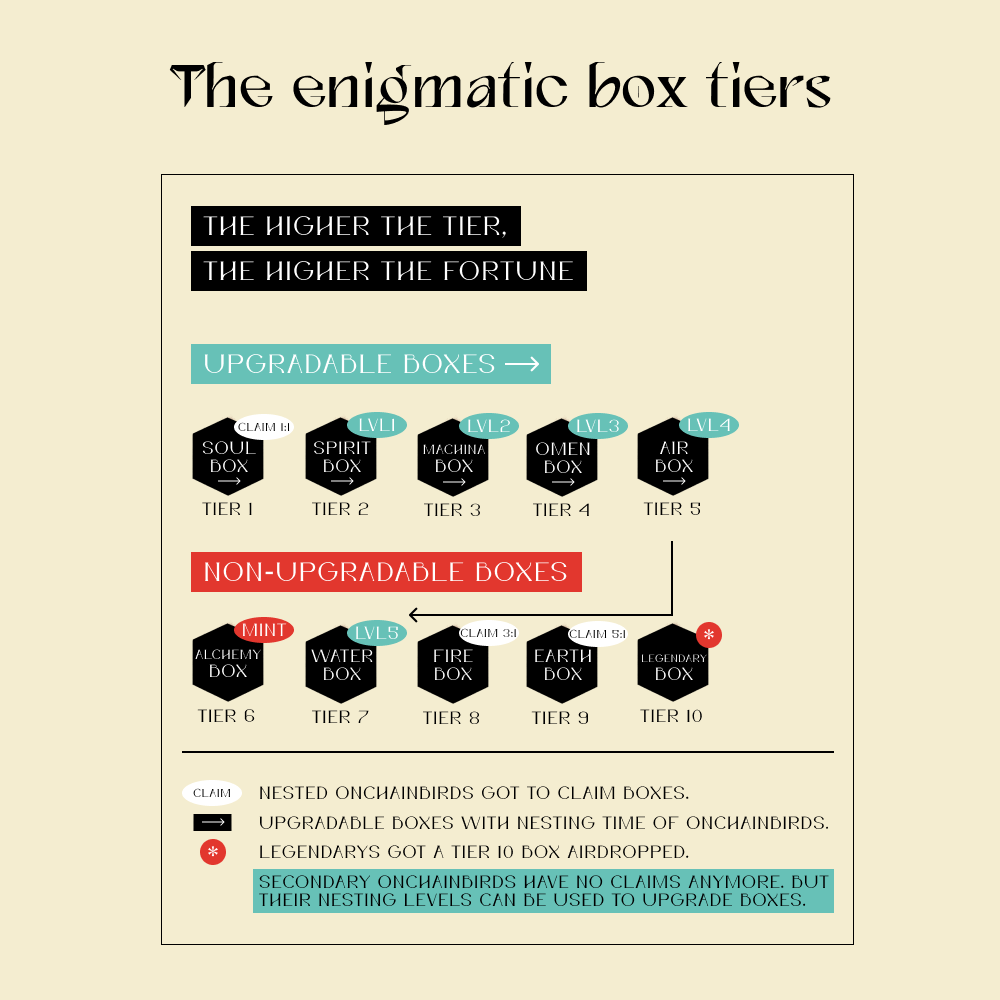 The enigmatic box tiers
THE HIGHER THE TIER,
THE HIGHER THE FORTUNE
UPGRADABLE BOXES →
CLAIM 1:1
LVL1
LVL2
LVL3
LVL4
SOUL
BOX
→
SPIRIT
BOX
→
MACHINA
BOX
→
OMEN
BOX
→
AIR
BOX
→
TIER 1
TIER 2
TIER 3
TIER 4
TIER 5
NON-UPGRADABLE BOXES
MINT
LVL5
CLAIM 3:1
CLAIM 5:1
*
ALCHEMY
BOX
WATER
BOX
FIRE
BOX
EARTH
BOX
LEGENDARY
BOX
TIER 6
TIER 7
TIER 8
TIER 9
TIER 10
CLAIM NESTED ONCHAINBIRDS GOT TO CLAIM BOXES.
→ UPGRADABLE BOXES WITH NESTING TIME OF ONCHAINBIRDS.
* LEGENDARYS GOT A TIER 10 BOX AIRDROPPED.
SECONDARY ONCHAINBIRDS HAVE NO CLAIMS ANYMORE. BUT
THEIR NESTING LEVELS CAN BE USED TO UPGRADE BOXES.